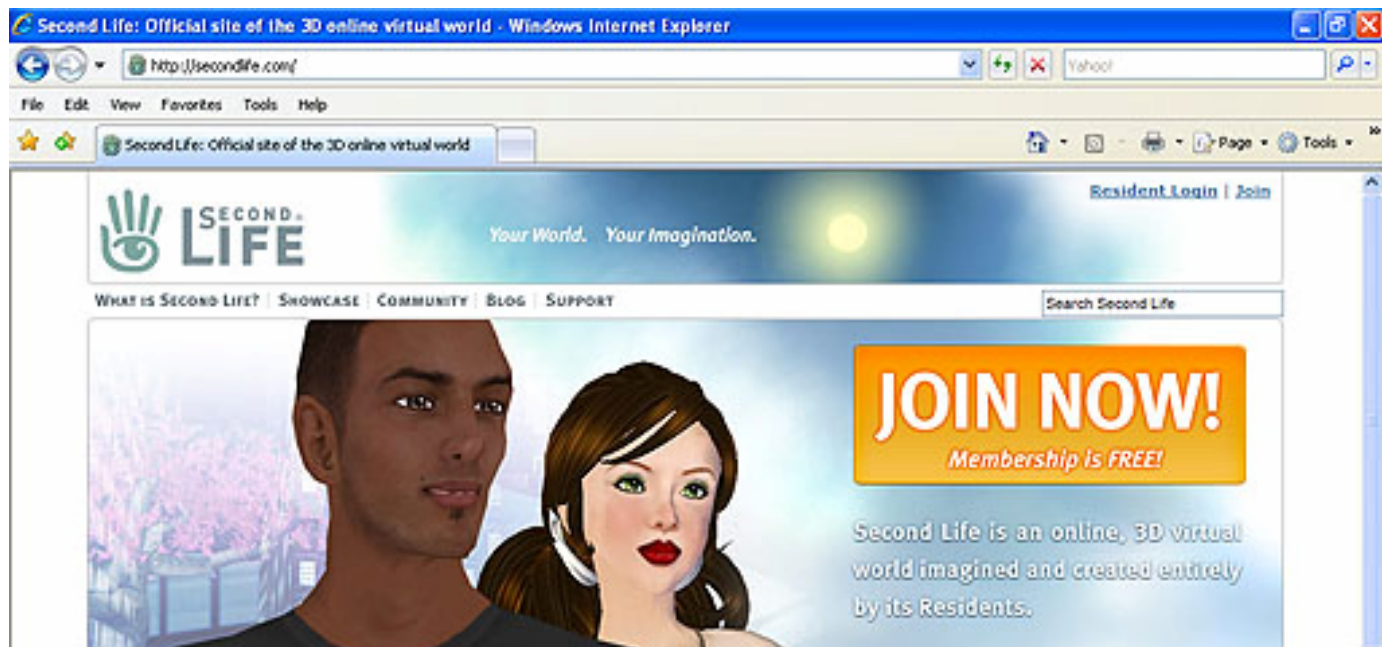 Second Life: Official site of the 3D online virtual world - Windows Internet Explorer
http://secondlife.com/
Yahoo!
File Edit View Favorites Tools Help
Second Life: Official site of the 3D online virtual world
Page Tools
Resident Login | Join
SECOND
LIFE
Your World. Your Imagination.
WHAT IS SECOND LIFE? | SHOWCASE | COMMUNITY | BLOG | SUPPORT
Search Second Life
JOIN NOW!
Membership is FREE!
Second Life is an online, 3D virtual
world imagined and created entirely
by its Residents.